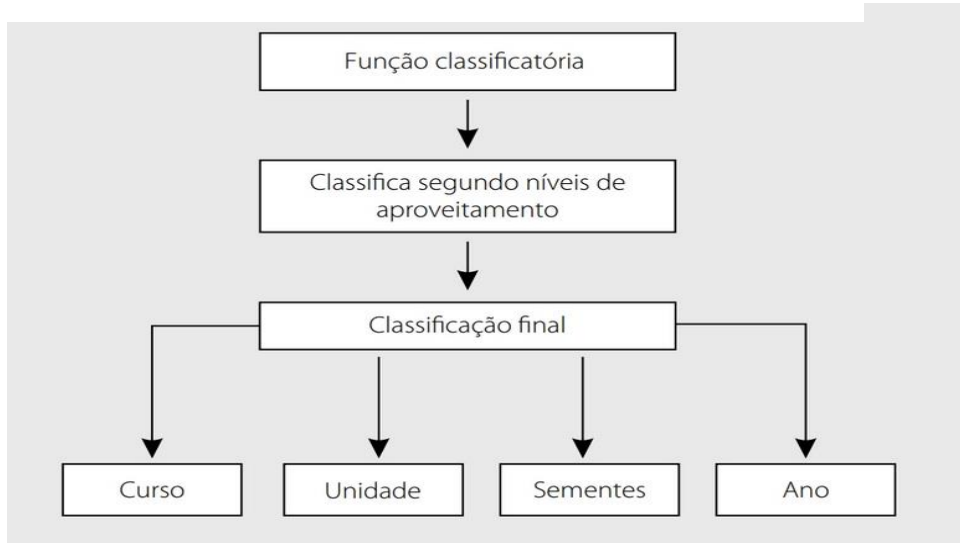 Função classificatória
Classifica segundo níveis de
aproveitamento
Classificação final
Curso
Unidade
Sementes
Ano